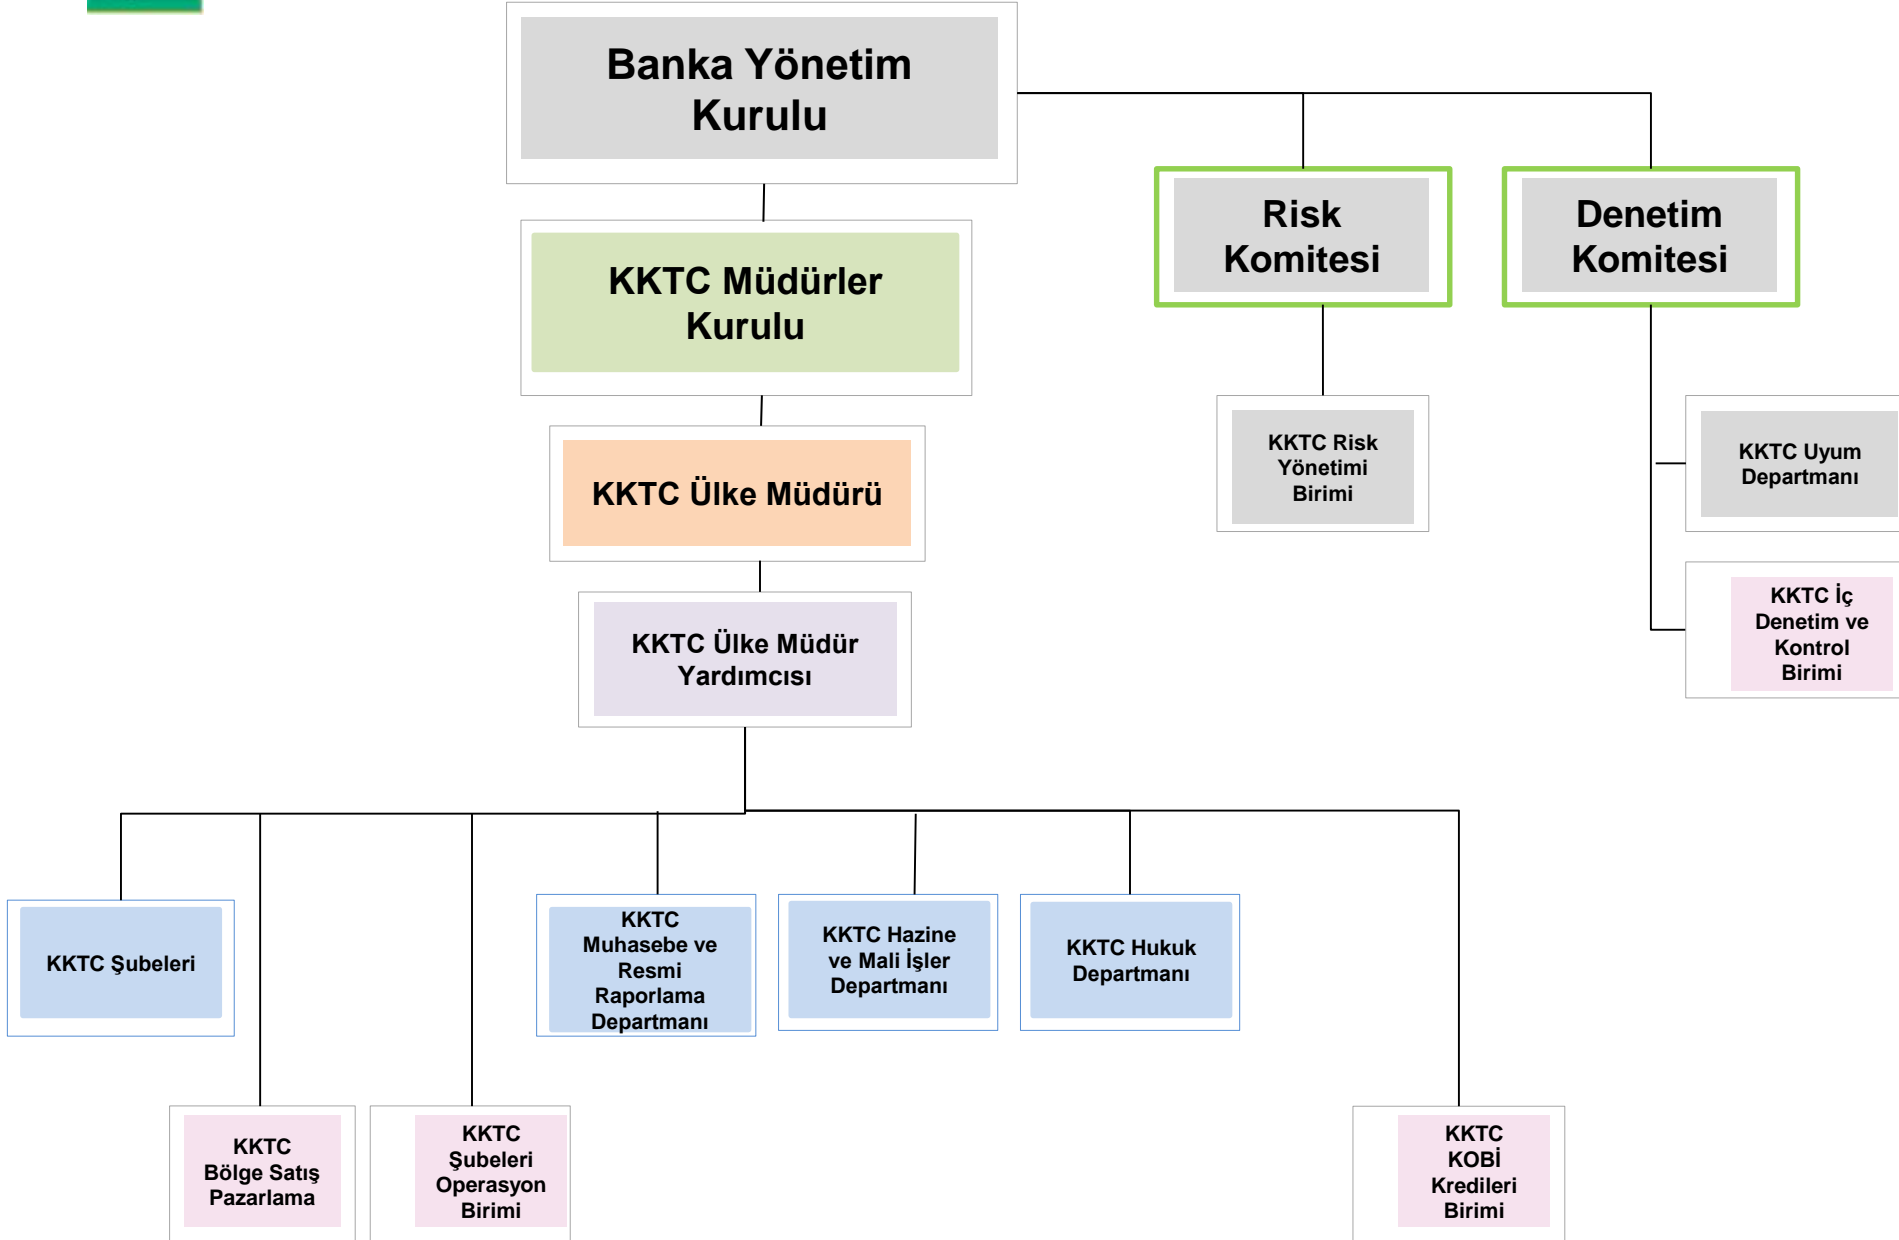 Banka Yönetim
Kurulu
Risk
Komitesi
Denetim
Komitesi
KKTC Müdürler
Kurulu
KKTC Risk
Yönetimi
Birimi
KKTC Uyum
Departmanı
KKTC Ülke Müdürü
KKTC İç
Denetim ve
Kontrol
Birimi
KKTC Ülke Müdür
Yardımcısı
KKTC Şubeleri
KKTC
Muhasebe ve
Resmi
Raporlama
Departmanı
KKTC Hazine
ve Mali İşler
Departmanı
KKTC Hukuk
Departmanı
KKTC
Bölge Satış
Pazarlama
KKTC
Şubeleri
Operasyon
Birimi
KKTC
KOBİ
Kredileri
Birimi